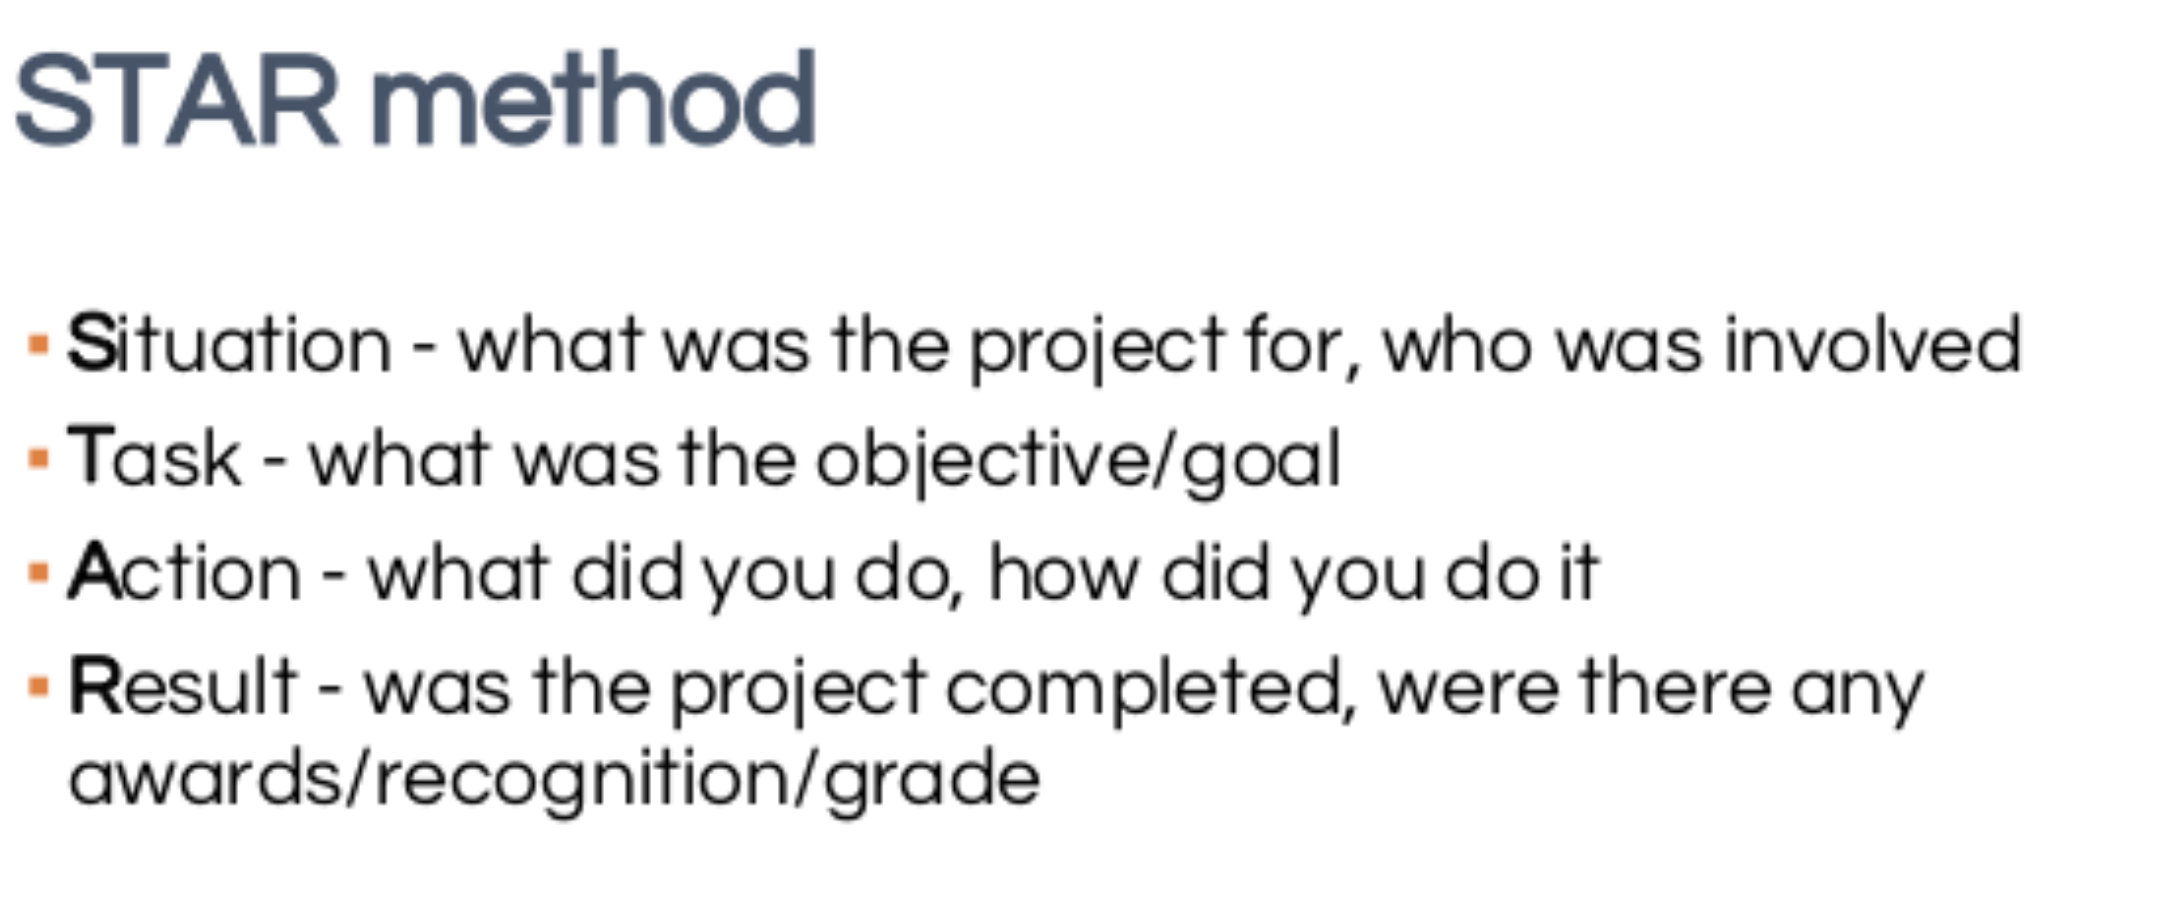 STAR method
▪ Situation - what was the project for, who was involved
▪ Task - what was the objective/goal
▪ Action - what did you do, how did you do it
▪ Result - was the project completed, were there any
awards/recognition/grade